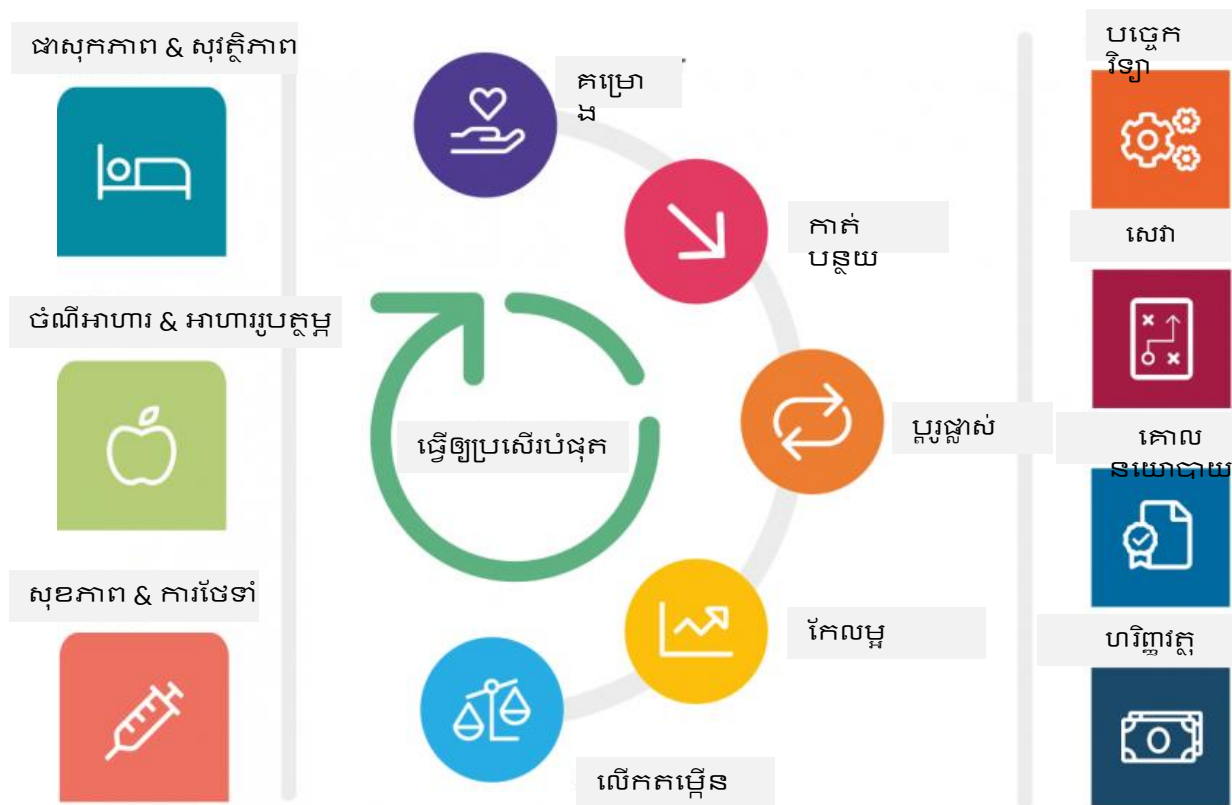 ផាសុកភាព & សុវត្ថិភាព
ចំណីអាហារ & អាហាររូបត្ថម្ភ
សុខភាព & ការថែទាំ
គម្រោ
ង
កាត់
បន្ថយ
ប្តរូផ្លាស់
ធ្វើឲ្យប្រសើរបំផុត
កែលម្អ
លើកតម្កើន
បច្ចេក
វិទ្យា
សេវា
គោល
នយោបាយ
ហរិញ្ញវត្ថុ